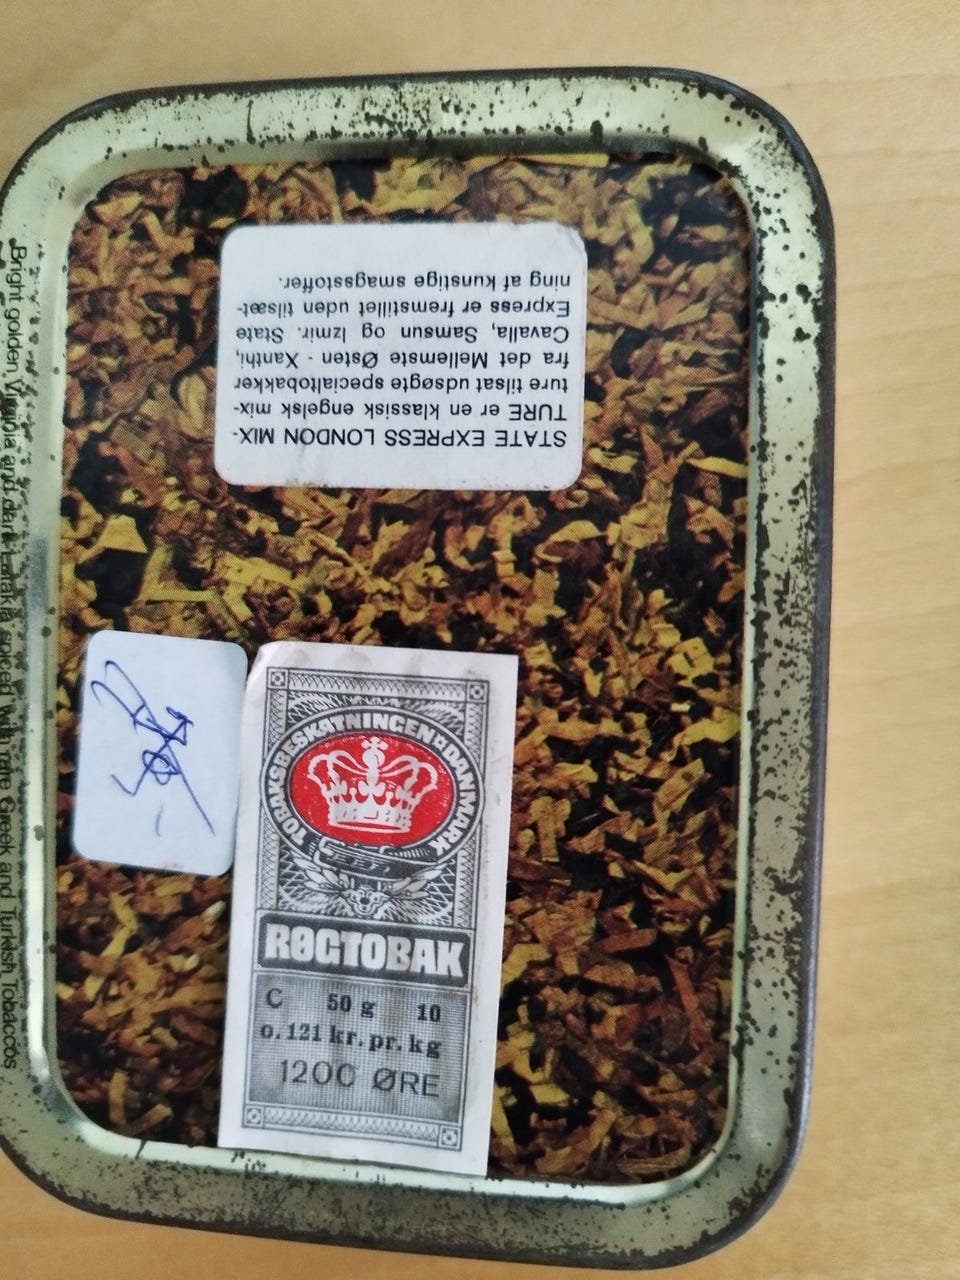 STATE EXPRESS LONDON MIX-
TURE er en klassisk engelsk mix-
ture tilsat udsøgte specialtobakker
fra det Mellemste Østen - Xanthi,
Cavalla, Samsun og Izmir. State
Express er fremstillet uden tilsæt-
ning af kunstige smagsstoffer.
TOBAKSBESKATNINGEN DANMARK
RØGTOBAK
C 50 g 10
o. 121 kr. pr. kg
1200 ØRE
Bright golden Virginia and dark Latakia spiced with rare Greek and Turkish Tobaccos